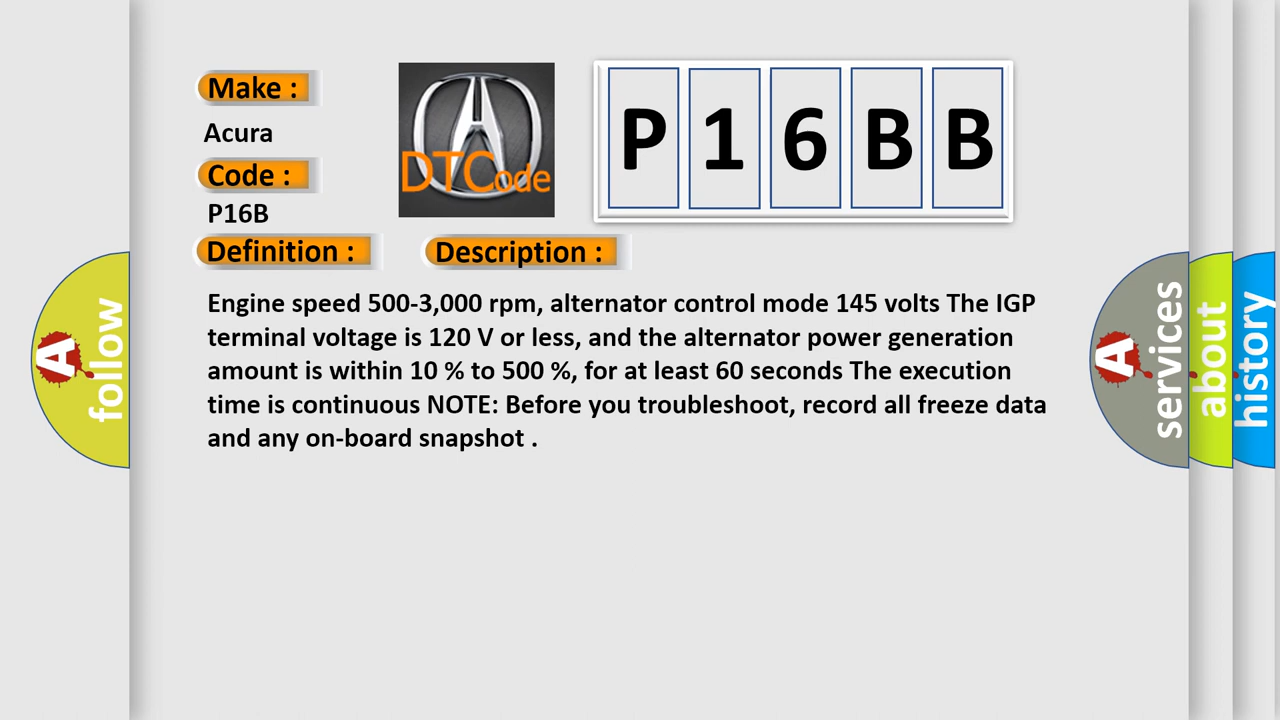 Make :
Acura
Code :
P16B
Definition :
Description :
DTCode
P16BB
Engine speed 500-3,000 rpm, alternator control mode 145 volts The IGP
terminal voltage is 120 V or less, and the alternator power generation
amount is within 10 % to 500 %, for at least 60 seconds The execution
time is continuous NOTE: Before you troubleshoot, record all freeze data
and any on-board snapshot .
A follow
A services
about
history